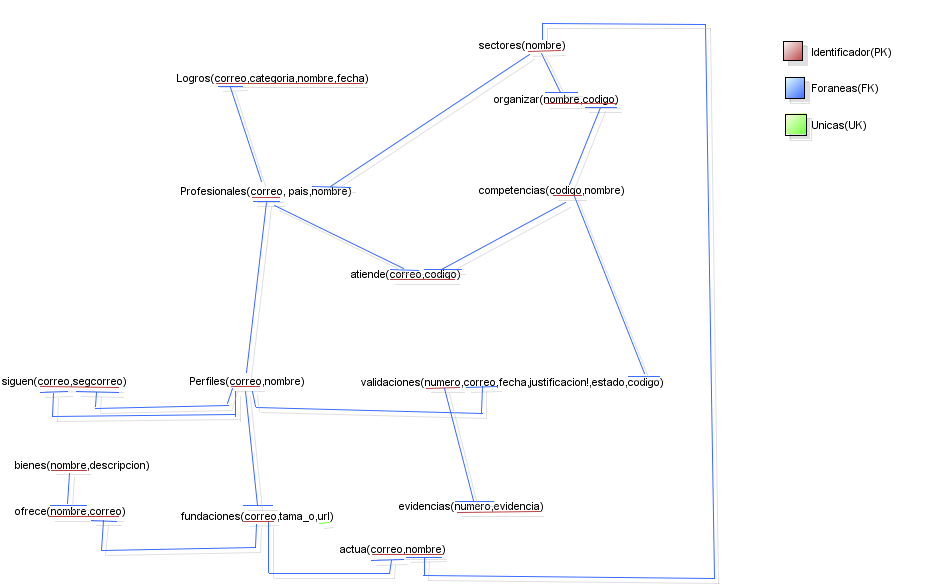 sectores(nombre)
Identificador(PK)
Logros(correo,categoria,nombre,fecha)
Foraneas(FK)
organizar(nombre,codigo)
Unicas(UK)
Profesionales(correo, pais,nombre)
competencias(codigo,nombre)
atiende(correo,codigo)
siguen(correo,segcorreo)
Perfiles(correo,nombre)
validaciones(numero,correo,fecha,justificacion!,estado,codigo)
bienes(nombre,descripcion)
ofrece(nombre,correo)
fundaciones(correo,tama_o,url)
evidencias(numero,evidencia)
actua(correo,nombre)